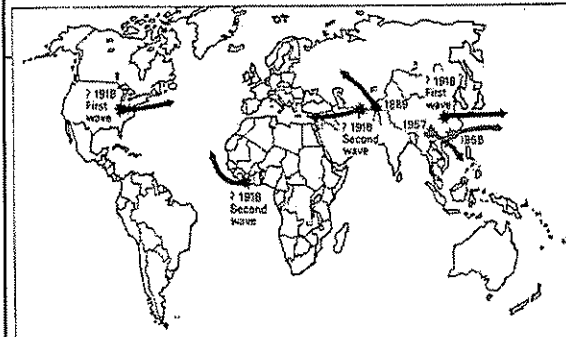 ? 1918
First
wave
? 1918
Second
wave
? 1918
Second
wave
1889
? 1918
First
wave
1957
1968